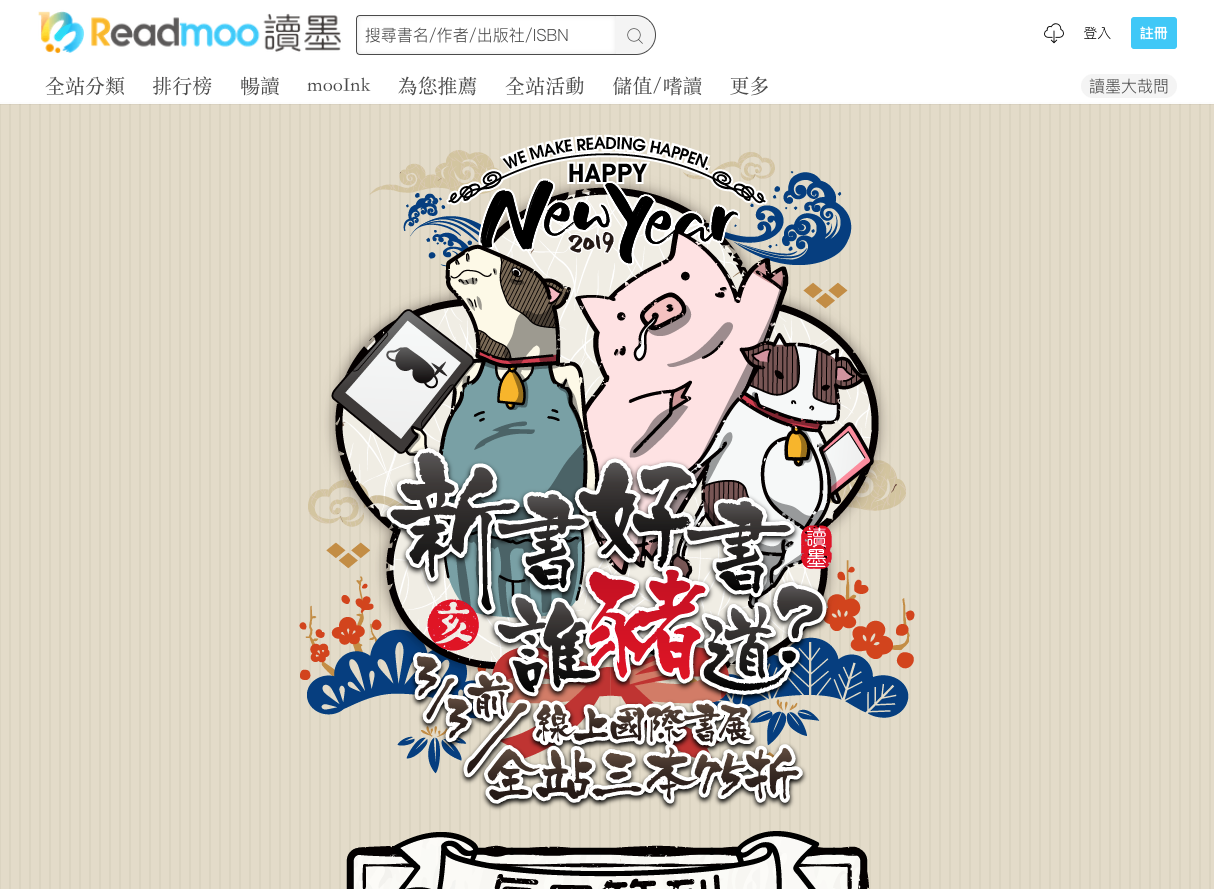 Readmoo讀墨
搜尋書名/作者/出版社/ISBN
登入
註冊
全站分類
排行榜
暢讀
mooInk
為您推薦
全站活動
儲值/嗜讀
更多
讀墨大哉問
WE MAKE READING HAPPEN.
HAPPY
New Year
2019
新書好書
讀墨
亥
誰豬道?
3/3前
線上國際書展
全站三本75折